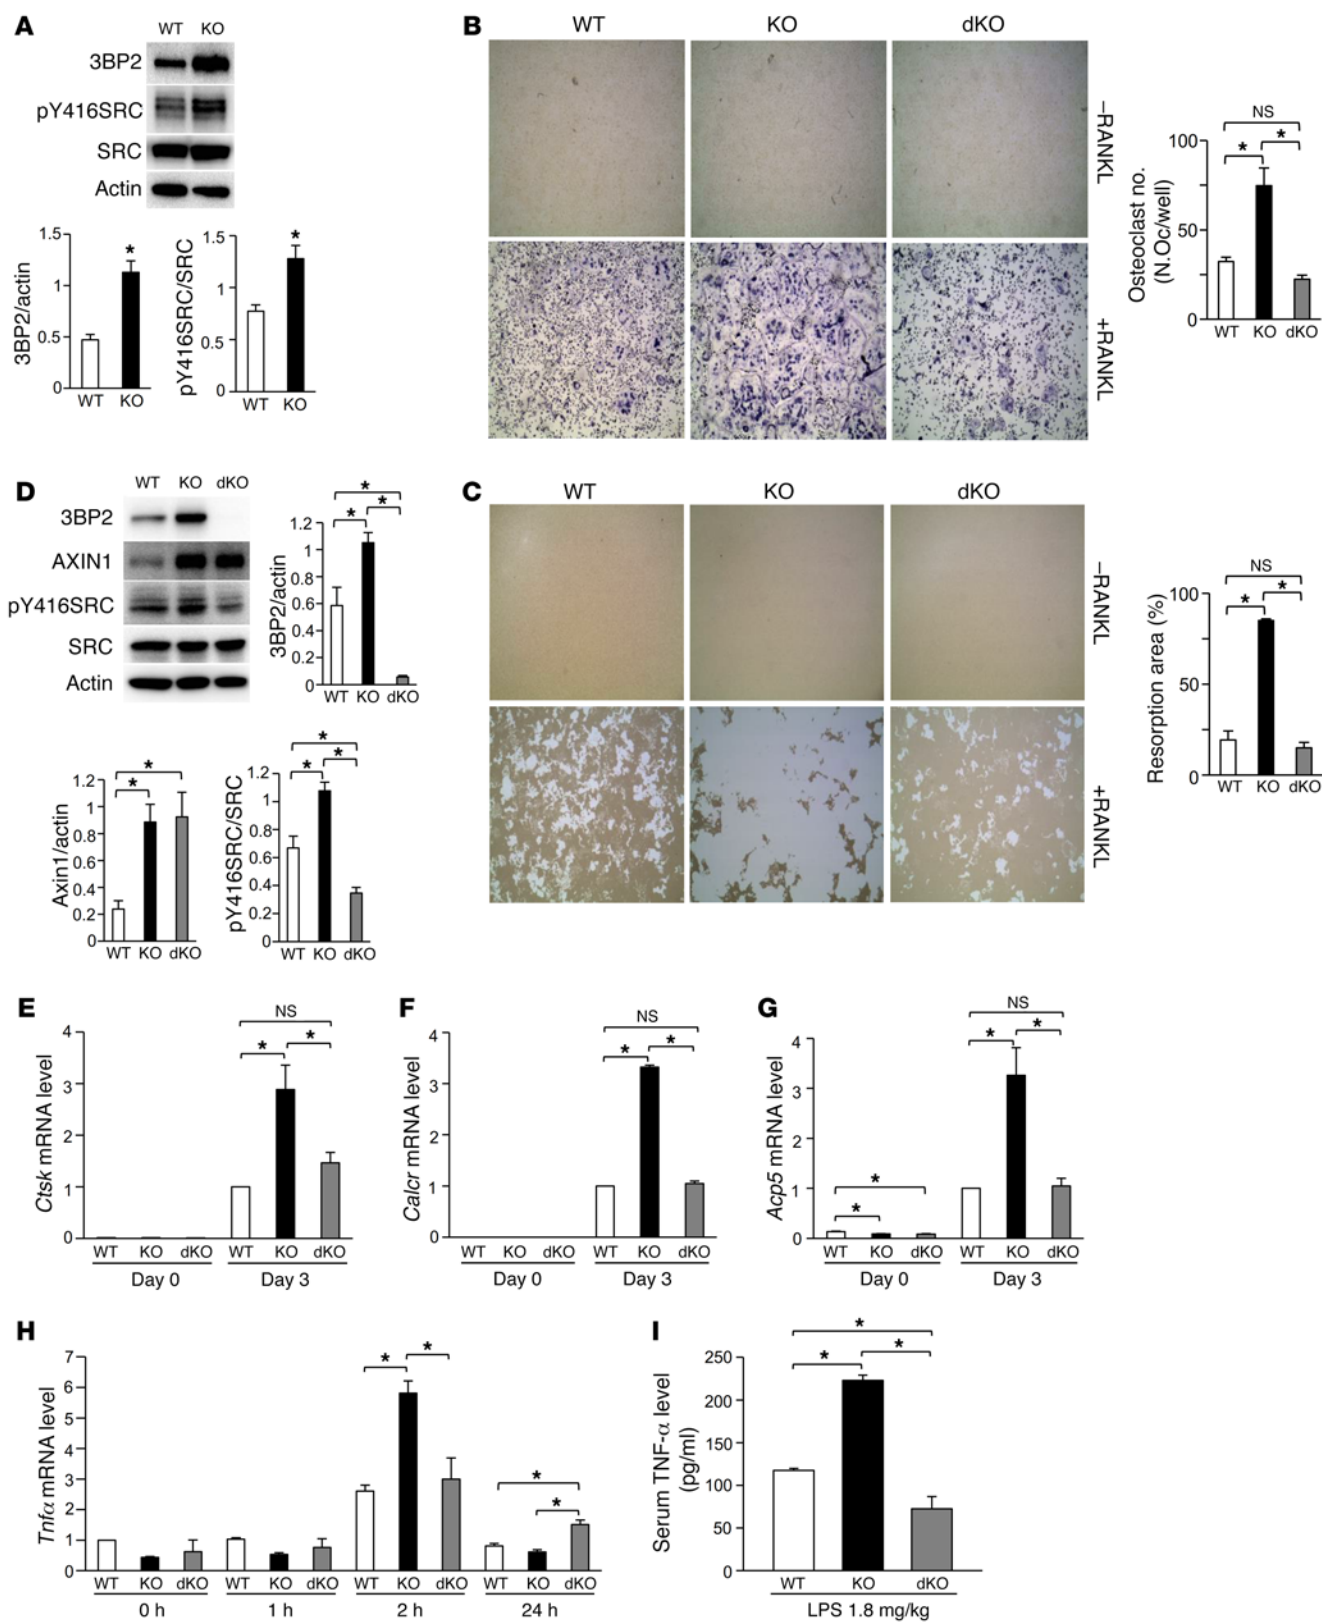 A
WT KO
3BP2
pY416SRC
SRC
Actin
1.5
1
0.5
0
3BP2/actin
*
WT KO
1.5
1
0.5
0
pY416SRC/SRC
*
WT KO
B
WT KO dKO
–RANKL
+RANKL
Osteoclast no.
(N.Oc/well)
100
50
0
NS
* *
WT KO dKO
D
WT KO dKO
3BP2
AXIN1
pY416SRC
SRC
Actin
3BP2/actin
1.2
1
0.8
0.6
0.4
0.2
0
*
*
*
WT KO dKO
Axin1/actin
1.2
1
0.8
0.6
0.4
0.2
0
*
*
WT KO dKO
pY416SRC/SRC
1.2
1
0.8
0.6
0.4
0.2
0
*
*
*
WT KO dKO
C
WT KO dKO
–RANKL
+RANKL
Resorption area (%)
100
50
0
NS
* *
WT KO dKO
E
Ctsk mRNA level
4
3
2
1
0
NS
* *
WT KO dKO WT KO dKO
Day 0 Day 3
F
Calcr mRNA level
4
3
2
1
0
NS
* *
WT KO dKO WT KO dKO
Day 0 Day 3
G
Acp5 mRNA level
4
3
2
1
0
*
*
NS
* *
WT KO dKO WT KO dKO
Day 0 Day 3
H
Tnfα mRNA level
7
6
5
4
3
2
1
0
* *
*
*
WT KO dKO WT KO dKO WT KO dKO WT KO dKO
0 h 1 h 2 h 24 h
I
Serum TNF-α level
(pg/ml)
250
200
150
100
50
0
*
* *
WT KO dKO
LPS 1.8 mg/kg